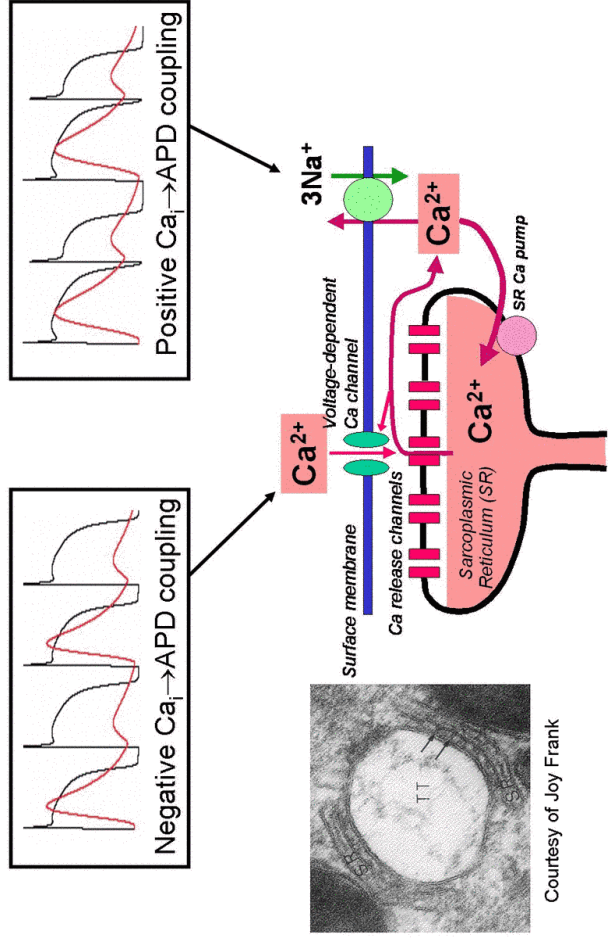 Negative Caᵢ→APD coupling
Positive Caᵢ→APD coupling
Ca²⁺
Voltage-dependent
Ca channel
3Na⁺
Surface membrane
Ca release channels
Ca²⁺
Sarcoplasmic
Reticulum (SR)
Ca²⁺
SR Ca pump
SR
TT
SR
Courtesy of Joy Frank